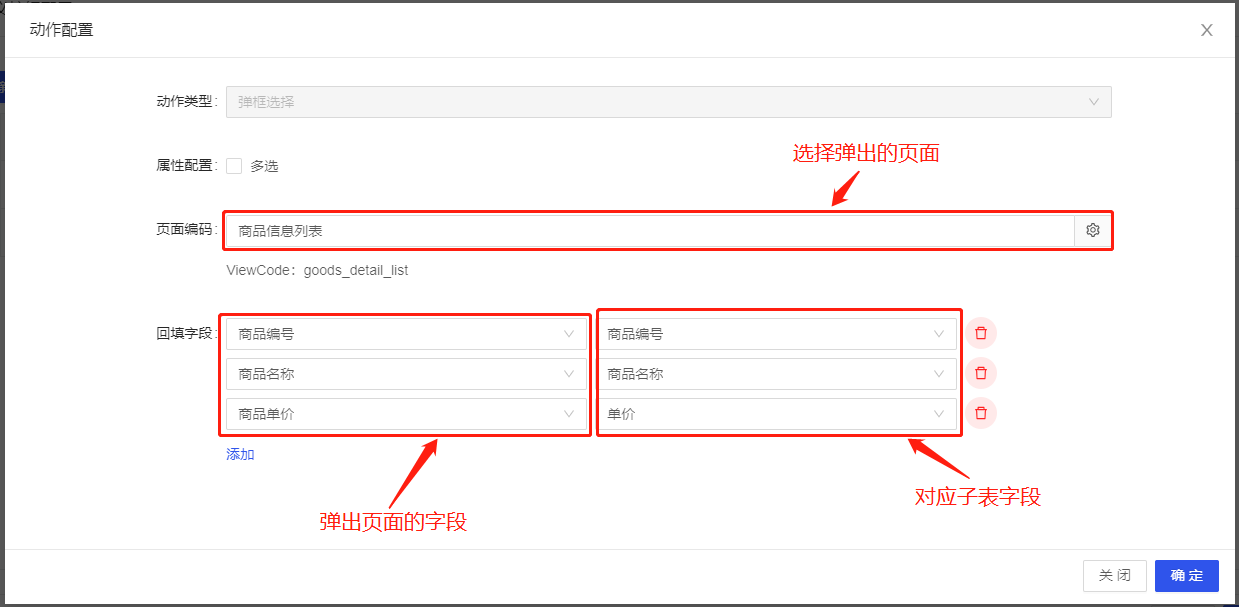 动作配置
动作类型:
弹框选择
属性配置:
多选
选择弹出的页面
页面编码:
商品信息列表
ViewCode：goods_detail_list
回填字段:
商品编号
商品编号
商品名称
商品名称
商品单价
单价
添加
对应子表字段
弹出页面的字段
关 闭
确 定